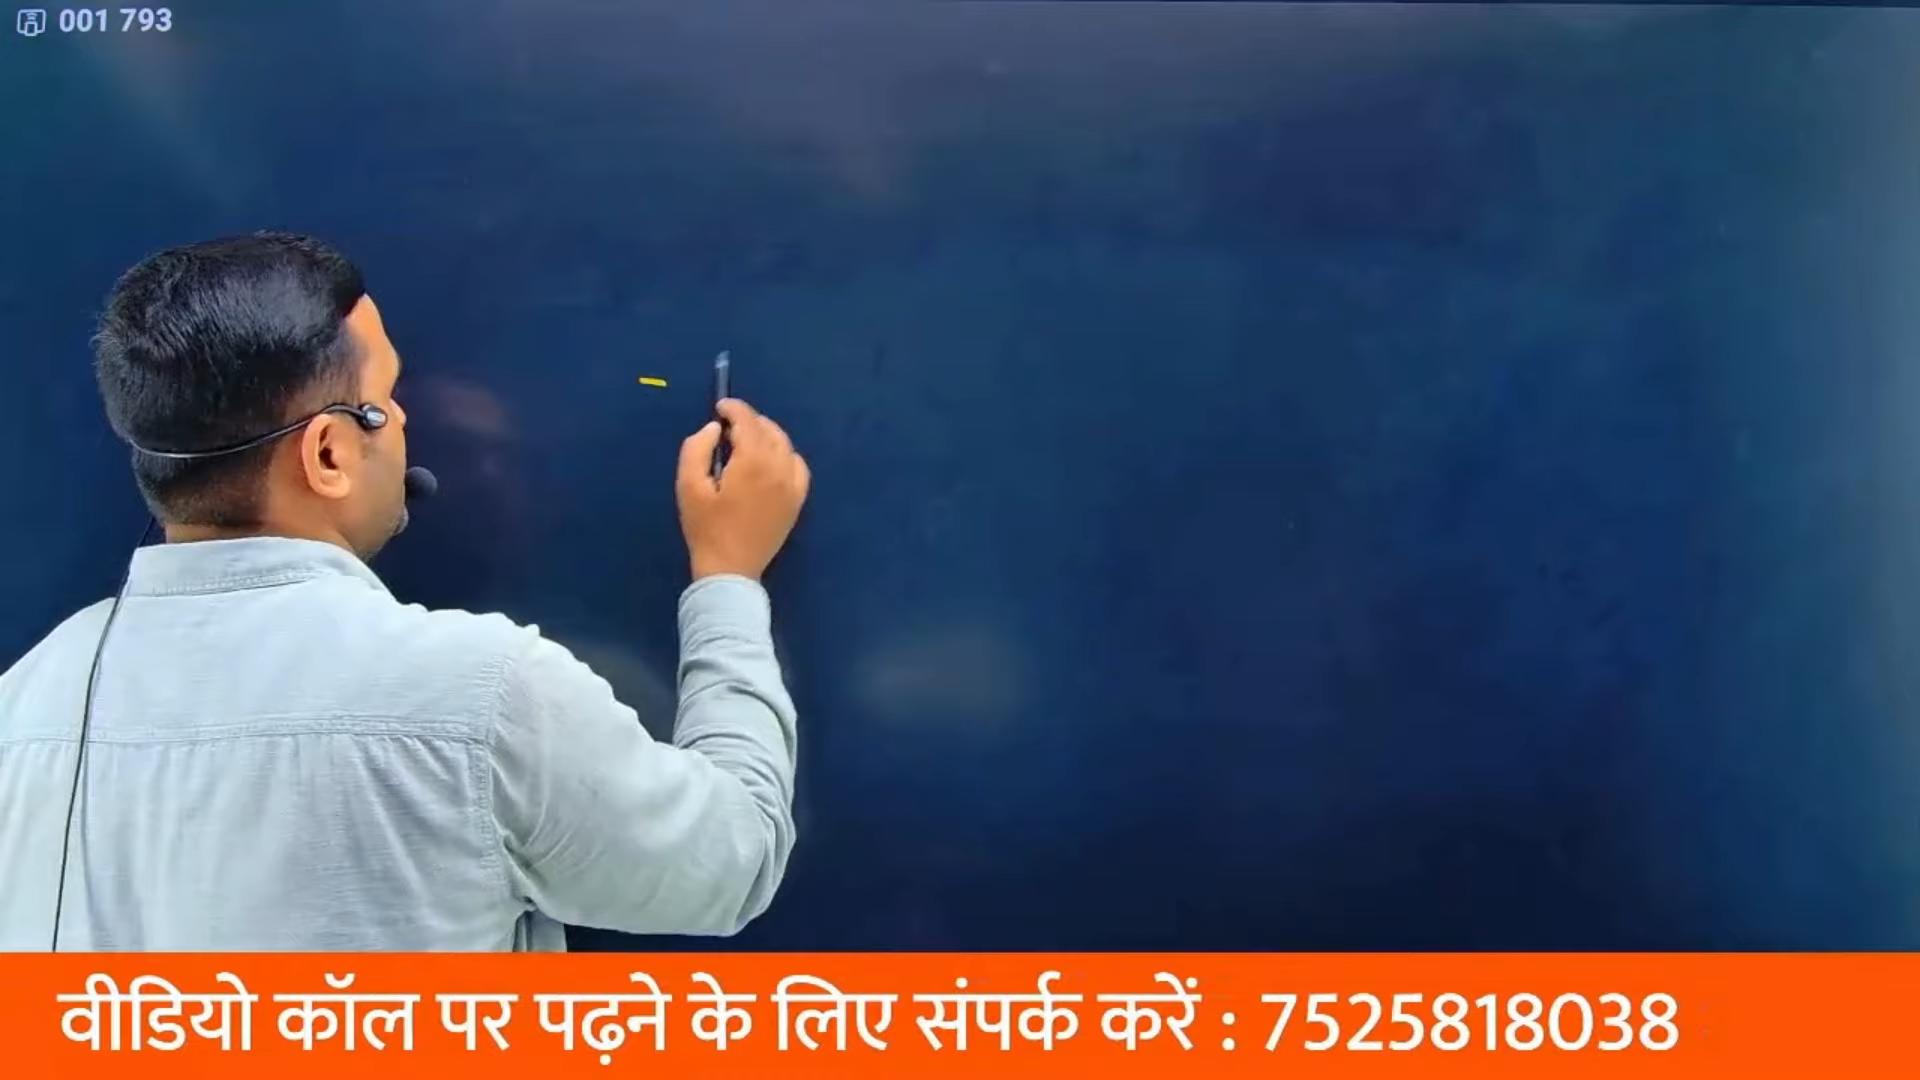 001 793
वीडियो कॉल पर पढ़ने के लिए संपर्क करें : 7525818038